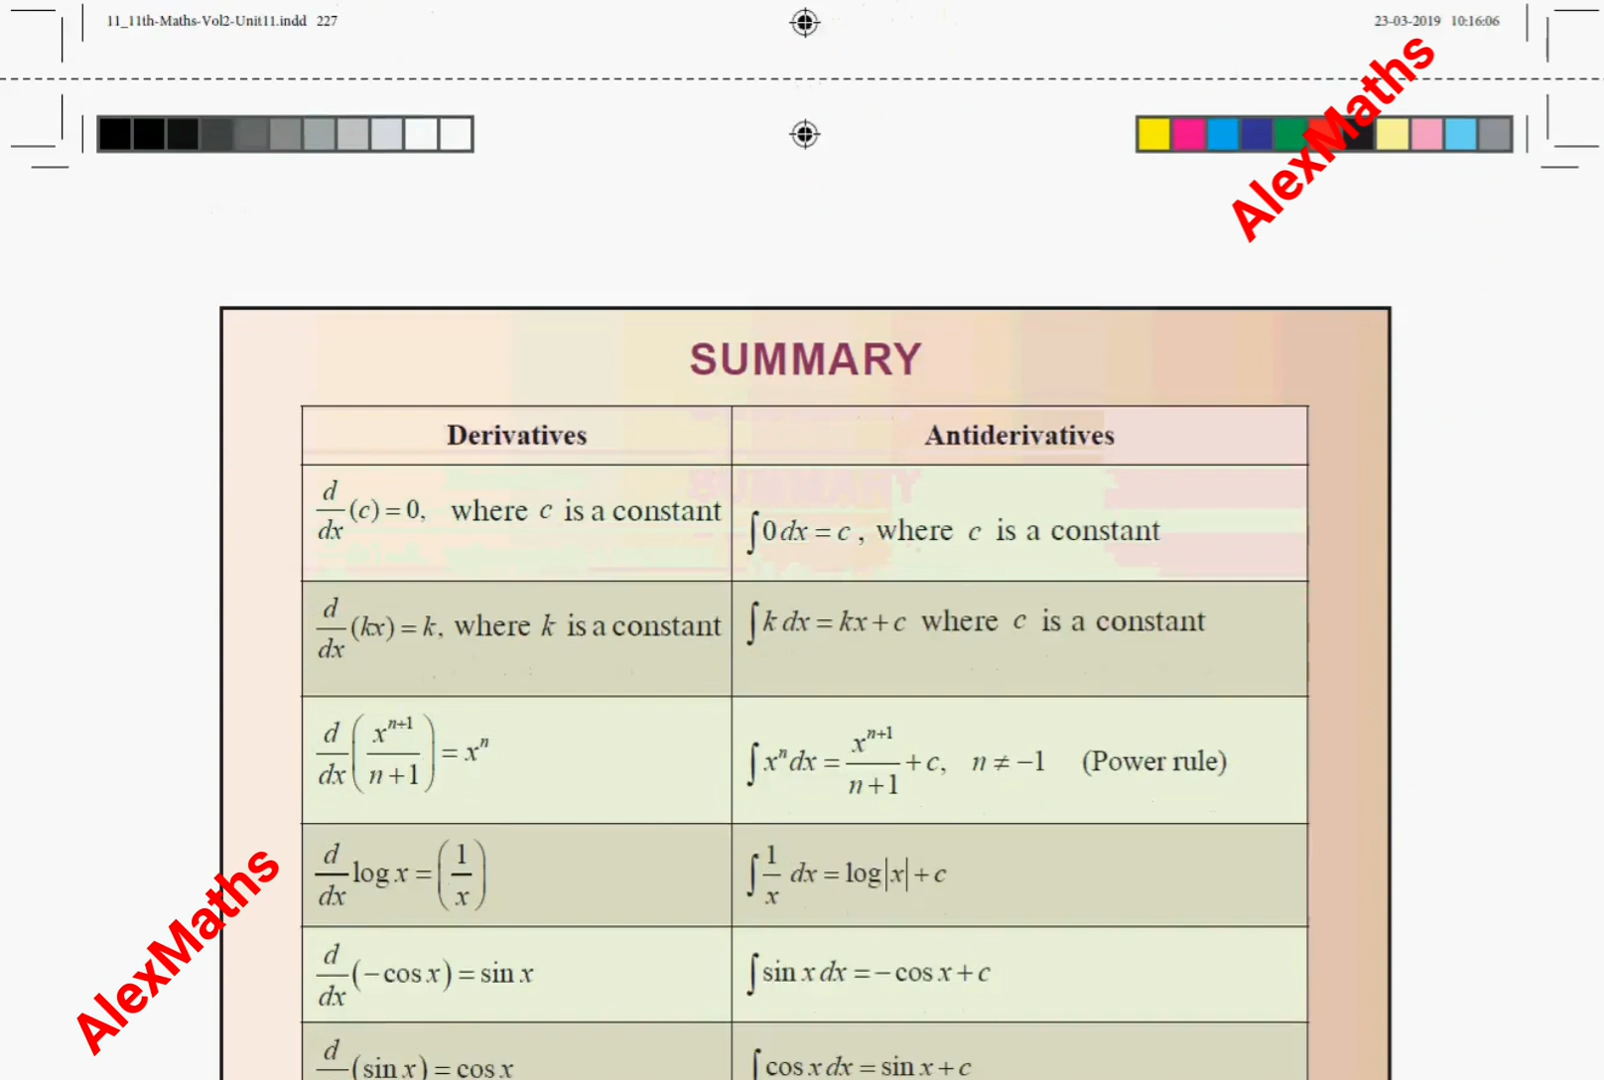 11_11th-Maths-Vol2-Unit11.indd 227
23-03-2019 10:16:06
AlexMaths
SUMMARY
Derivatives
Antiderivatives
d/dx (c) = 0, where c is a constant
∫ 0 dx = c , where c is a constant
d/dx (kx) = k, where k is a constant
∫ k dx = kx + c where c is a constant
d/dx (x^(n+1)/(n+1)) = x^n
∫ x^n dx = x^(n+1)/(n+1) + c, n ≠ −1 (Power rule)
d/dx log x = (1/x)
∫ 1/x dx = log|x| + c
d/dx (−cos x) = sin x
∫ sin x dx = −cos x + c
d/dx (sin x) = cos x
∫ cos x dx = sin x + c
AlexMaths